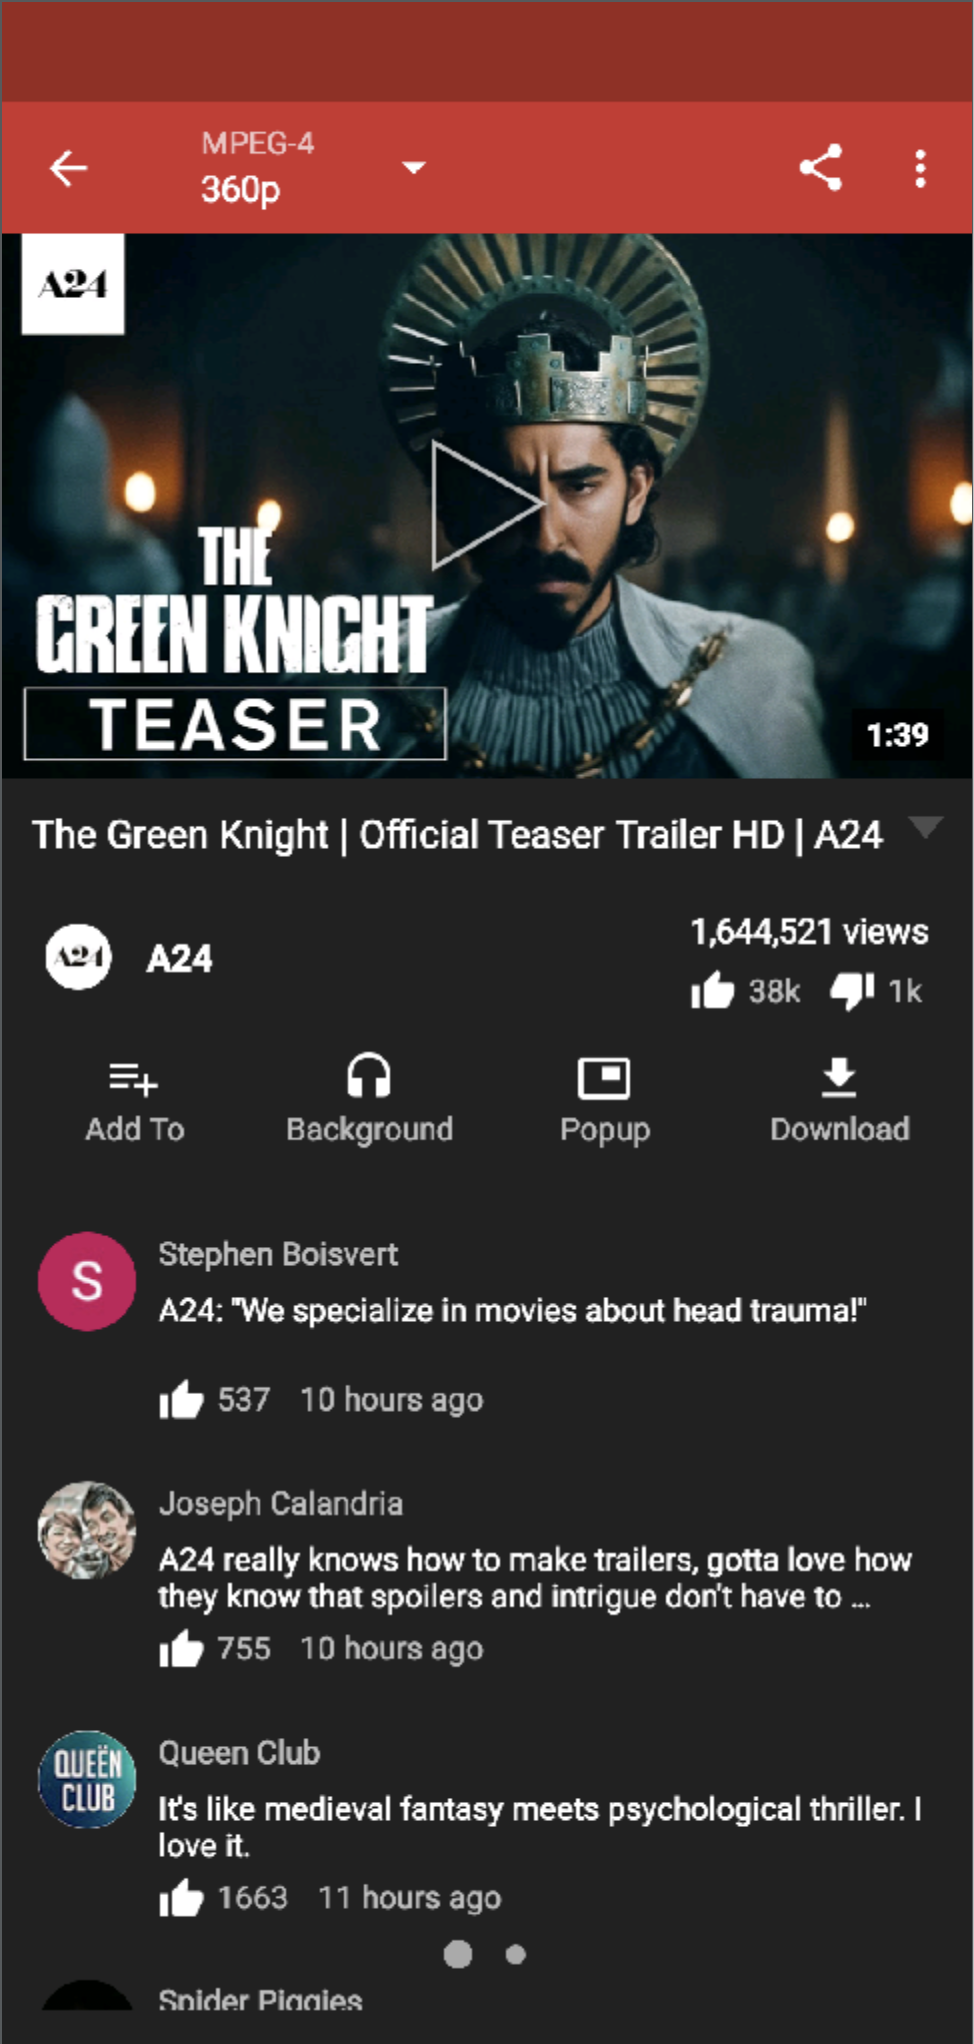 MPEG-4
360p
A24
THE
GREEN KNIGHT
TEASER
1:39
The Green Knight | Official Teaser Trailer HD | A24
A24
A24
1,644,521 views
38k 1k
Add To Background Popup Download
S
Stephen Boisvert
A24: "We specialize in movies about head trauma!"
537 10 hours ago
Joseph Calandria
A24 really knows how to make trailers, gotta love how
they know that spoilers and intrigue don't have to ...
755 10 hours ago
QUEËN
CLUB
Queen Club
It's like medieval fantasy meets psychological thriller. I
love it.
1663 11 hours ago
Spider Piggies